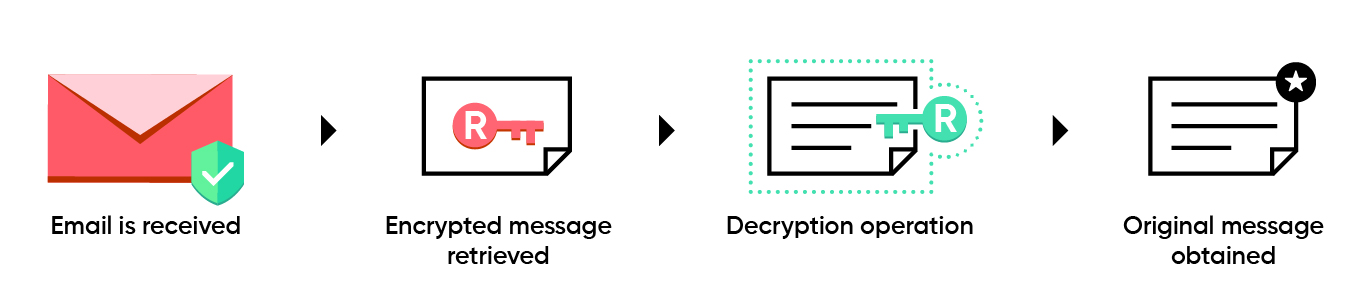 R
R
Email is received
Encrypted message
retrieved
Decryption operation
Original message
obtained